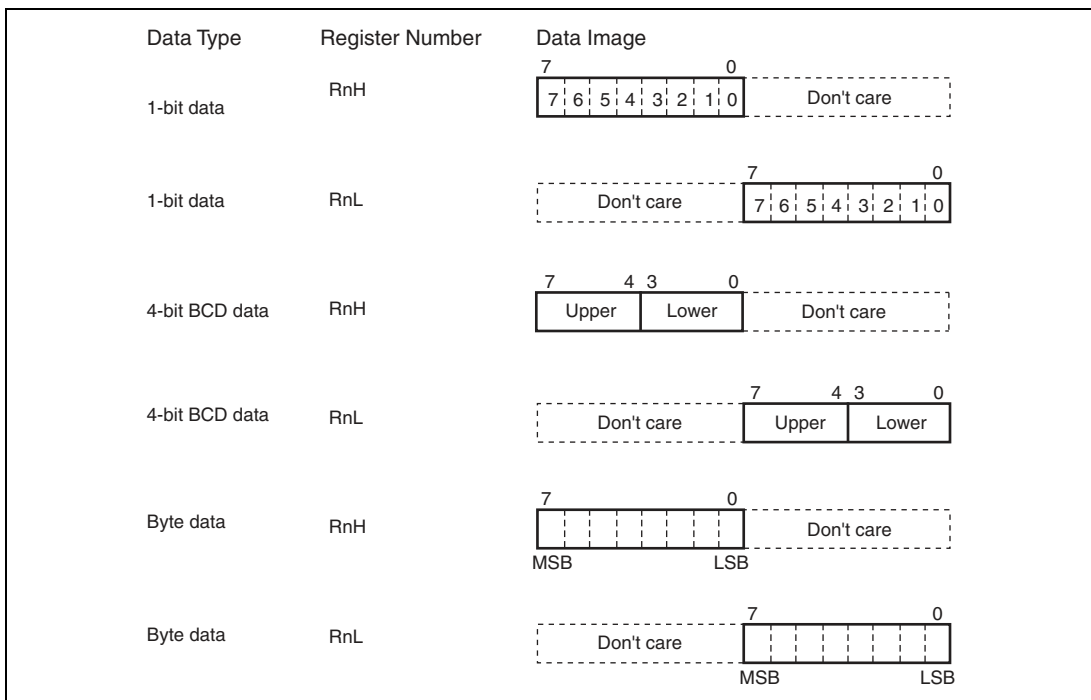 Data Type Register Number Data Image
7 0
1-bit data RnH 7 6 5 4 3 2 1 0 Don't care
7 0
1-bit data RnL Don't care 7 6 5 4 3 2 1 0
7 4 3 0
4-bit BCD data RnH Upper Lower Don't care
7 4 3 0
4-bit BCD data RnL Don't care Upper Lower
7 0
Byte data RnH Don't care
MSB LSB
7 0
Byte data RnL Don't care
MSB LSB